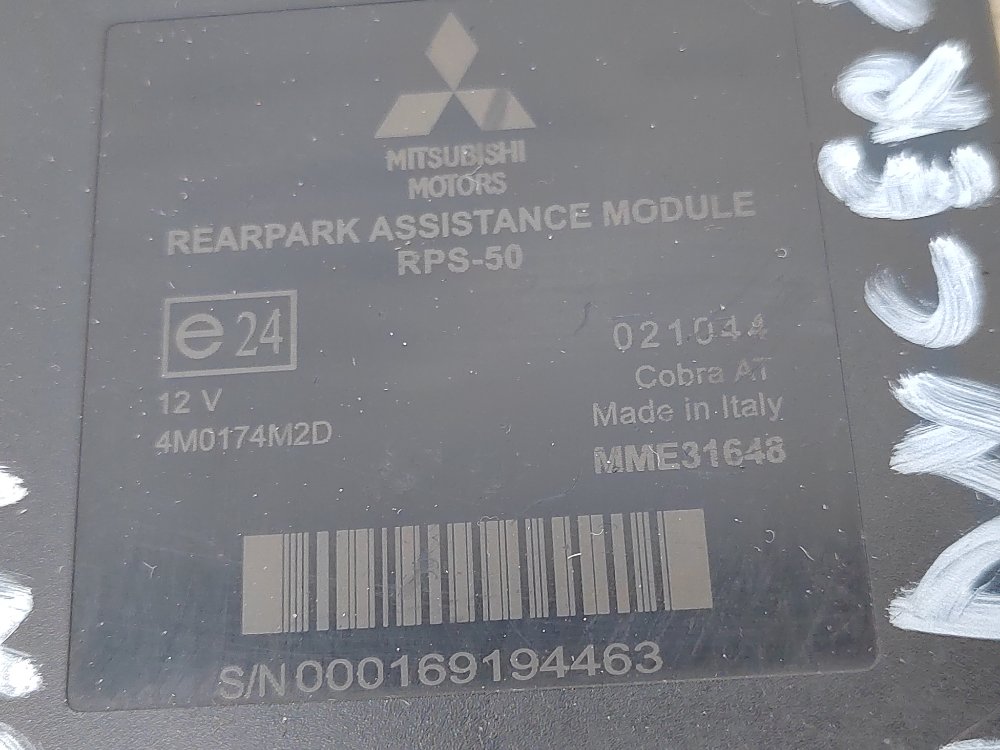 MITSUBISHI
MOTORS
REARPARK ASSISTANCE MODULE
RPS-50
e24
12 V
4M0174M2D
021044
Cobra AT
Made in Italy
MME31648
S/N 000169194463